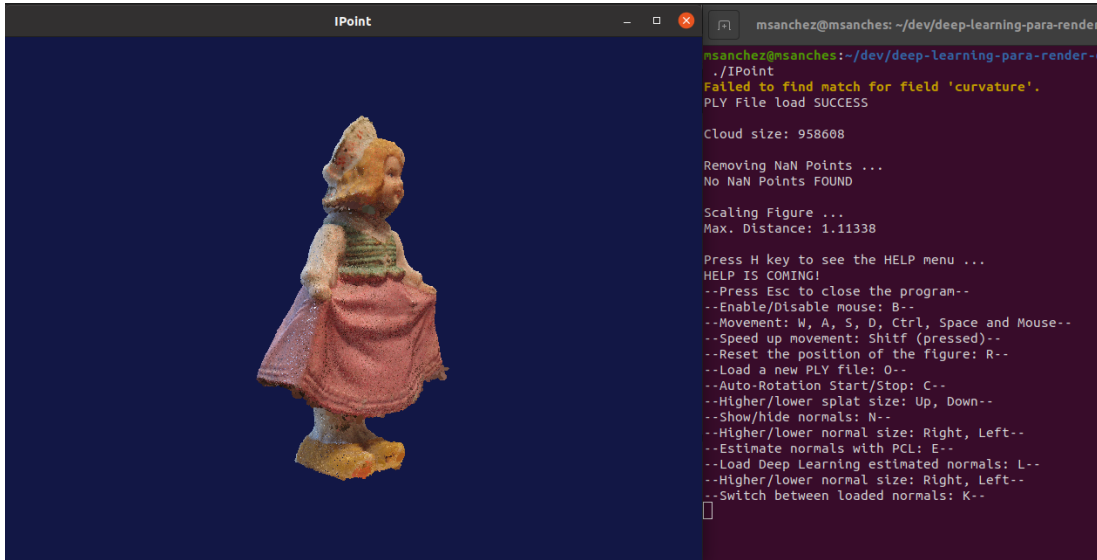 IPoint
msanchez@msanches: ~/dev/deep-learning-para-render
msanchez@msanches:~/dev/deep-learning-para-render-
./IPoint
Failed to find match for field 'curvature'.
PLY File load SUCCESS
Cloud size: 958608
Removing NaN Points ...
No NaN Points FOUND
Scaling Figure ...
Max. Distance: 1.11338
Press H key to see the HELP menu ...
HELP IS COMING!
--Press Esc to close the program--
--Enable/Disable mouse: B--
--Movement: W, A, S, D, Ctrl, Space and Mouse--
--Speed up movement: Shitf (pressed)--
--Reset the position of the figure: R--
--Load a new PLY file: O--
--Auto-Rotation Start/Stop: C--
--Higher/lower splat size: Up, Down--
--Show/hide normals: N--
--Higher/lower normal size: Right, Left--
--Estimate normals with PCL: E--
--Load Deep Learning estimated normals: L--
--Higher/lower normal size: Right, Left--
--Switch between loaded normals: K--